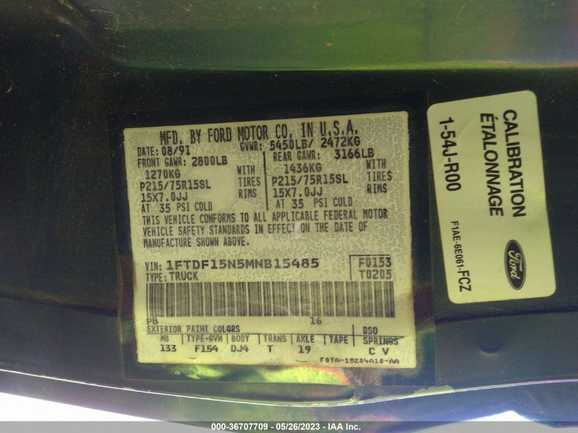 MFD. BY FORD MOTOR CO. IN U.S.A.
DATE: 08/91 GVWR: 5450LB/ 2472KG
FRONT GAWR: 2800LB REAR GAWR: 3166LB
1270KG WITH 1436KG WITH
P215/75R15SL TIRES P215/75R15SL TIRES
15X7.0JJ RIMS 15X7.0JJ RIMS
AT 35 PSI COLD AT 35 PSI COLD
THIS VEHICLE CONFORMS TO ALL APPLICABLE FEDERAL MOTOR
VEHICLE SAFETY STANDARDS IN EFFECT ON THE DATE OF
MANUFACTURE SHOWN ABOVE.
VIN: 1FTDF15N5MNB15485 F0153
TYPE: TRUCK T0205
PB 16
EXTERIOR PAINT COLORS DSO
WB TYPE-GVW BODY TRANS AXLE TAPE SPRINGS
133 F154 DJ4 T 19 C V
CALIBRATION
ÉTALONNAGE
1-54J-R00
F1AE-6E061-FCZ
Ford
000-36707709 - 05/26/2023 - IAA Inc.